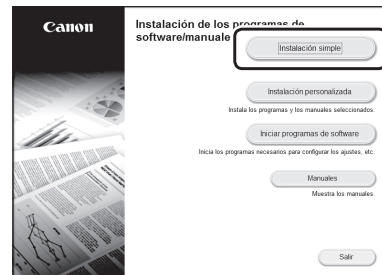 Canon
Instalación de los programas de
software/manuale
Instalación simple
Instalación personalizada
Instala los programas y los manuales seleccionados.
Iniciar programas de software
Inicia los programas necesarios para configurar los ajustes, etc.
Manuales
Muestra los manuales.
Salir